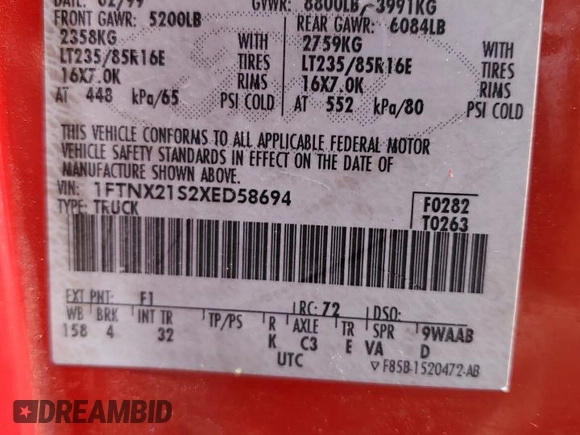 DATE: 02/99 GVWR: 8800LB/3991KG
FRONT GAWR: 5200LB REAR GAWR: 6084LB
2358KG WITH 2759KG WITH
LT235/85R16E TIRES LT235/85R16E TIRES
16X7.0K RIMS 16X7.0K RIMS
AT 448 kPa/65 PSI COLD AT 552 kPa/80 PSI COLD
THIS VEHICLE CONFORMS TO ALL APPLICABLE FEDERAL MOTOR
VEHICLE SAFETY STANDARDS IN EFFECT ON THE DATE OF
MANUFACTURE SHOWN ABOVE.
VIN: 1FTNX21S2XED58694 F0282
TYPE: TRUCK T0263
EXT PNT: F1 RC: 72 DSO:
WB BRK INT TR TP/PS R AXLE TR SPR 9WAAB
158 4 32 K C3 E VA D
UTC ▽ F85B-1520472-AB
DREAMBID